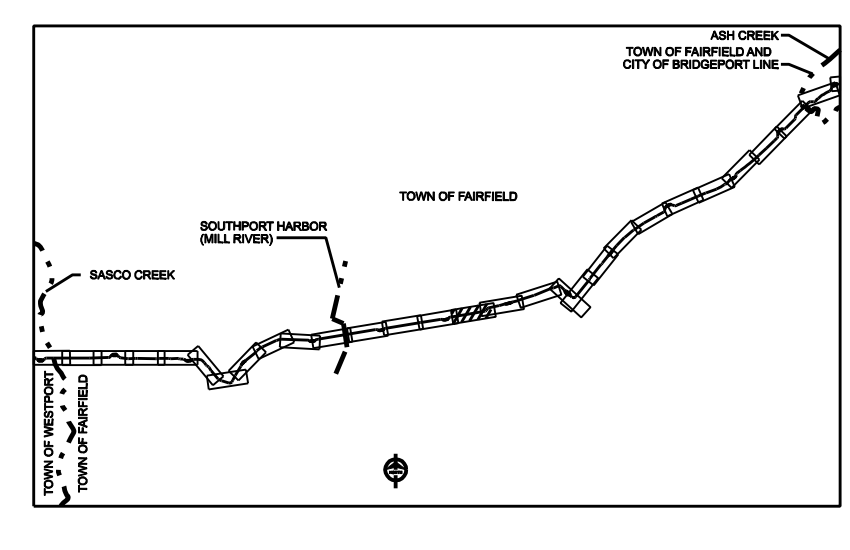 ASH CREEK
TOWN OF FAIRFIELD AND
CITY OF BRIDGEPORT LINE
TOWN OF FAIRFIELD
SOUTHPORT HARBOR
(MILL RIVER)
SASCO CREEK
TOWN OF WESTPORT
TOWN OF FAIRFIELD
NORTH